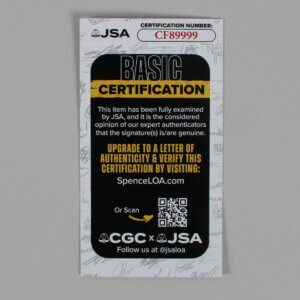 JSA
CERTIFICATION NUMBER:
CF89999
BASIC
CERTIFICATION
This item has been fully examined
by JSA, and it is the considered
opinion of our expert authenticators
that the signature(s) is/are genuine.
UPGRADE TO A LETTER OF
AUTHENTICITY & VERIFY THIS
CERTIFICATION BY VISITING:
SpenceLOA.com
Or Scan
CGC x JSA
Follow us at @jsaloa